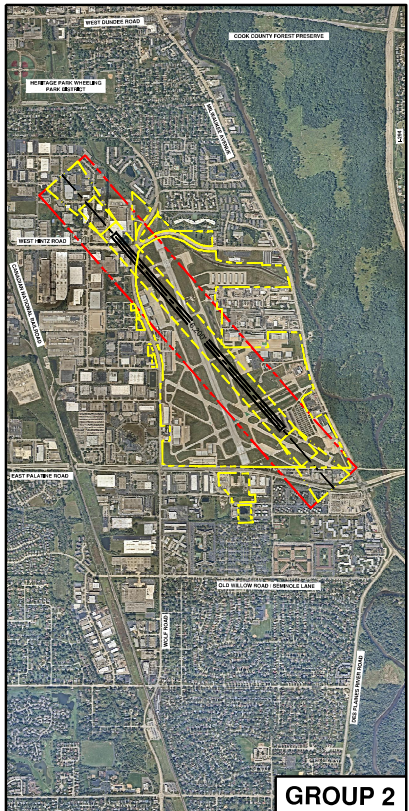 WEST DUNDEE ROAD
COOK COUNTY FOREST PRESERVE
HERITAGE PARK WHEELING
PARK DISTRICT
MILWAUKEE AVENUE
I-294
WEST HINTZ ROAD
CANADIAN NATIONAL RAILROAD
EAST PALATINE ROAD
OLD WILLOW ROAD / SEMINOLE LANE
WOLF ROAD
DES PLAINES RIVER ROAD
GROUP 2